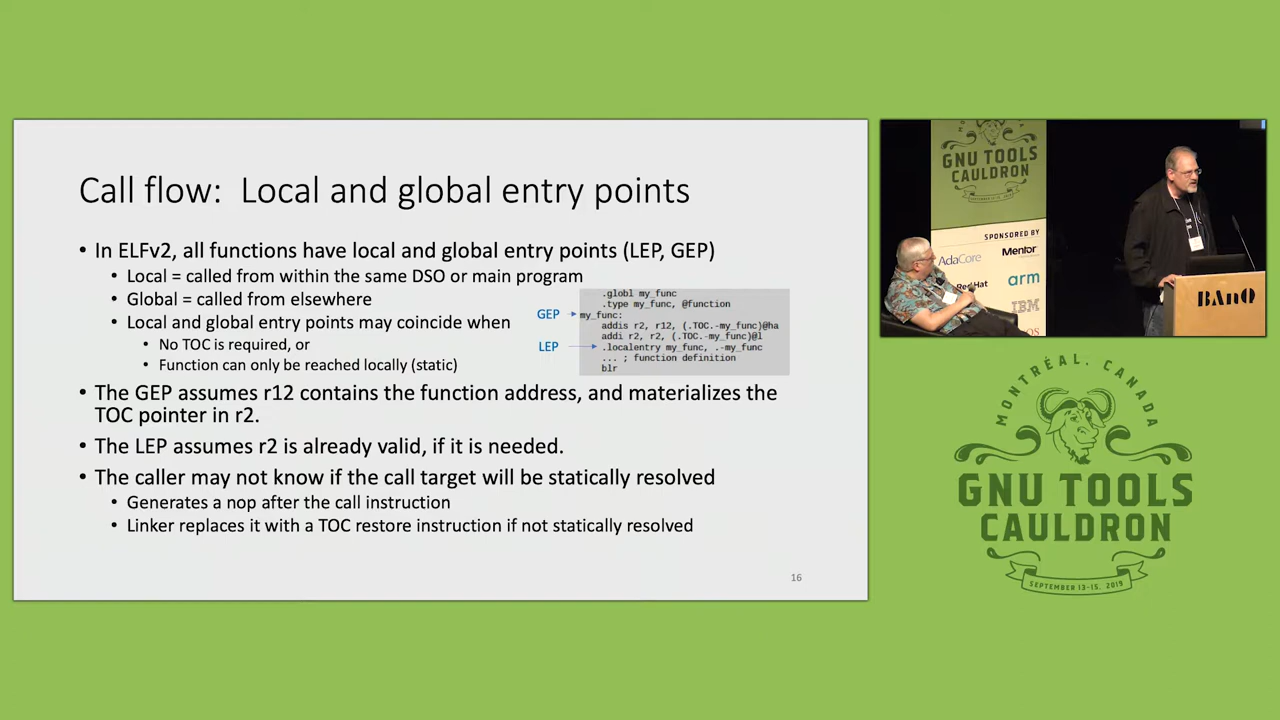 Call flow: Local and global entry points
• In ELFv2, all functions have local and global entry points (LEP, GEP)
• Local = called from within the same DSO or main program
• Global = called from elsewhere
• Local and global entry points may coincide when
• No TOC is required, or
• Function can only be reached locally (static)
GEP
LEP
.globl my_func
.type my_func, @function
my_func:
addis r2, r12, (.TOC.-my_func)@ha
addi r2, r2, (.TOC.-my_func)@l
.localentry my_func, .-my_func
... ; function definition
blr
• The GEP assumes r12 contains the function address, and materializes the
TOC pointer in r2.
• The LEP assumes r2 is already valid, if it is needed.
• The caller may not know if the call target will be statically resolved
• Generates a nop after the call instruction
• Linker replaces it with a TOC restore instruction if not statically resolved
16
GNU TOOLS
CAULDRON
SPONSORED BY
AdaCore
Mentor
Red Hat
arm
IBM
BAnQ
MONTRÉAL, CANADA
GNU TOOLS
CAULDRON
SEPTEMBER 13-15, 2019